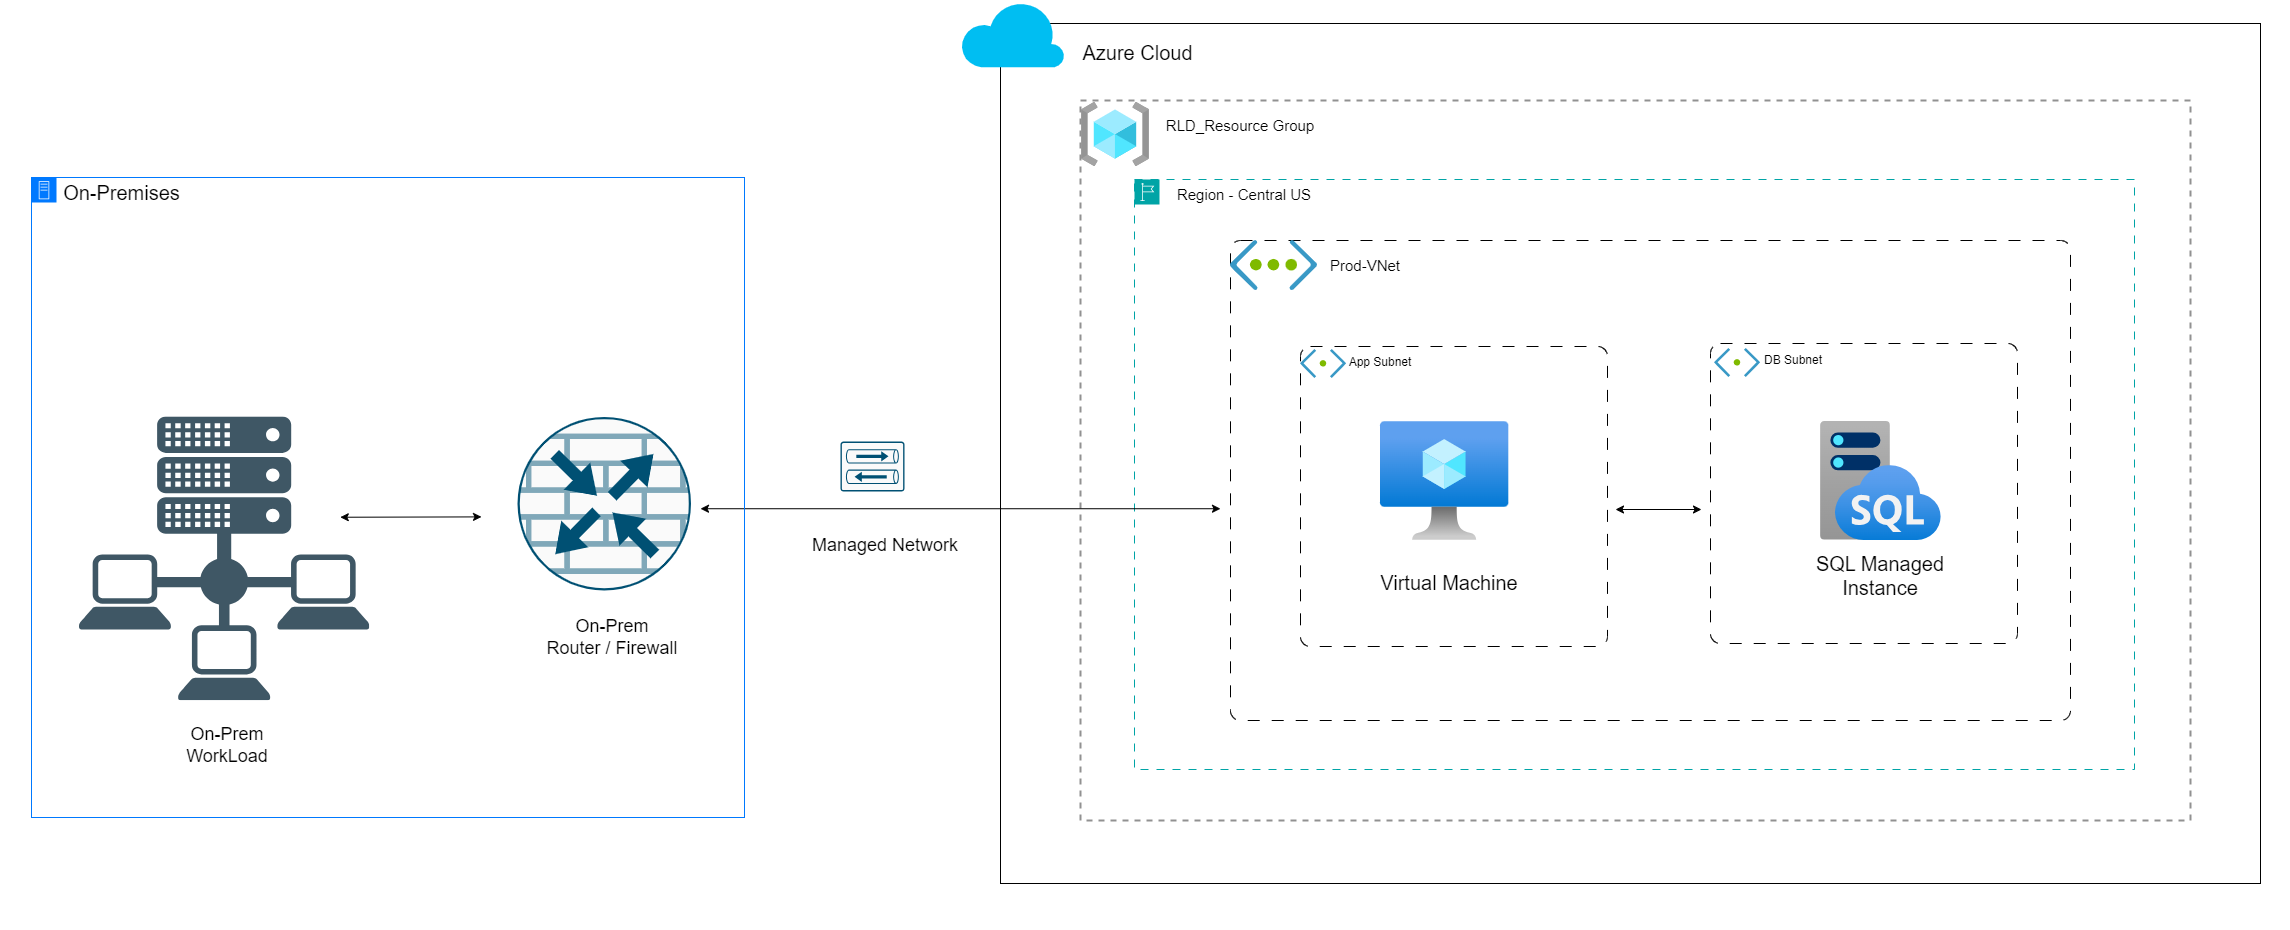 Azure Cloud
RLD_Resource Group
On-Premises
Region - Central US
Prod-VNet
App Subnet
DB Subnet
SQL
Managed Network
SQL Managed
Instance
Virtual Machine
On-Prem
Router / Firewall
On-Prem
WorkLoad